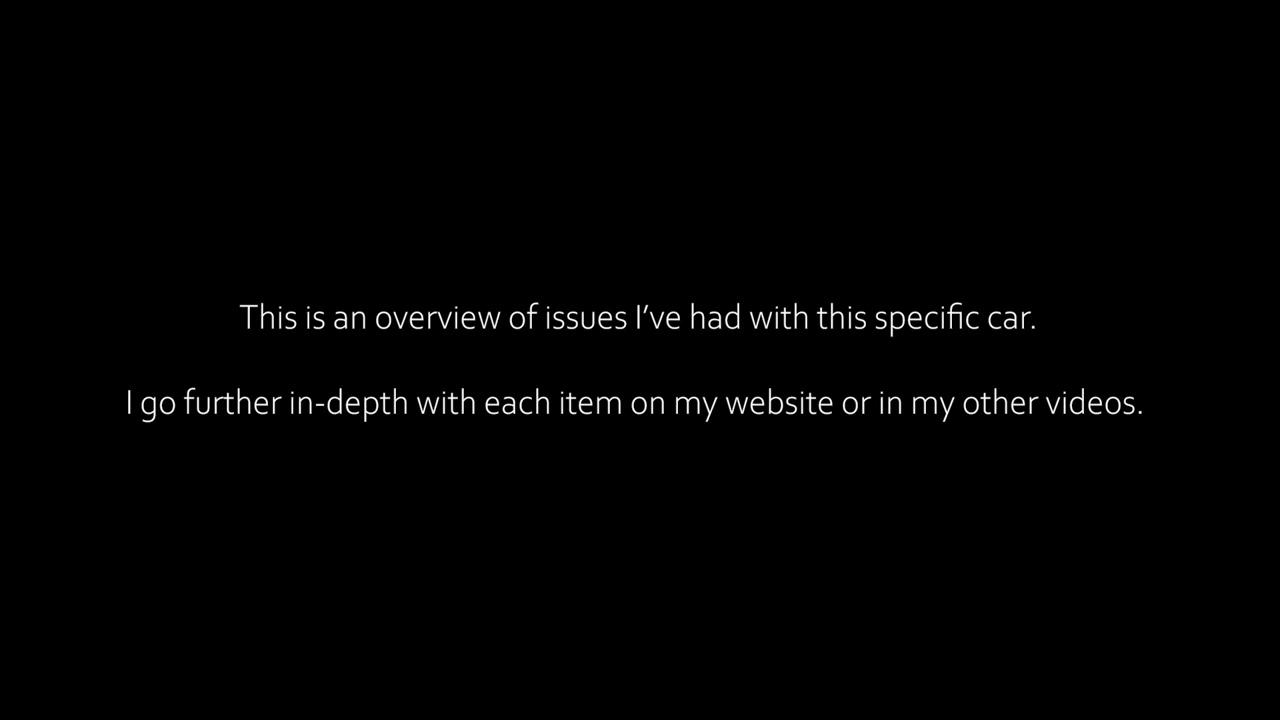 This is an overview of issues I’ve had with this specific car.
I go further in-depth with each item on my website or in my other videos.